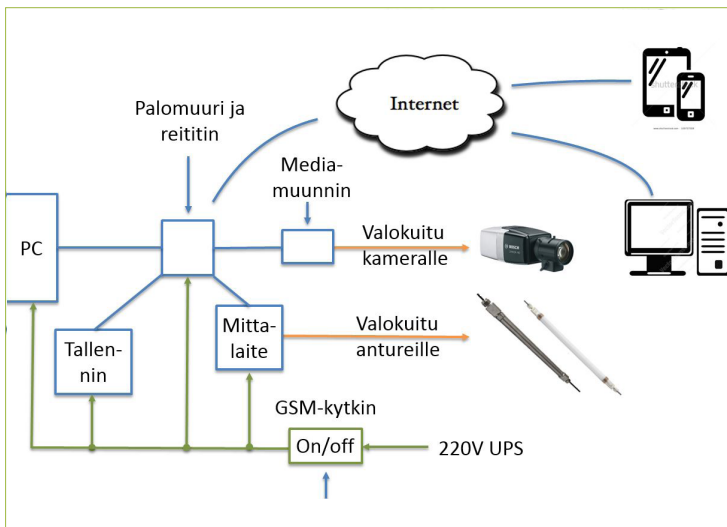 Palomuuri ja
reititin
Internet
Media-
muunnin
PC
Valokuitu
kameralle
BOSCH
Tallen-
nin
Mitta-
laite
Valokuitu
antureille
GSM-kytkin
On/off
220V UPS